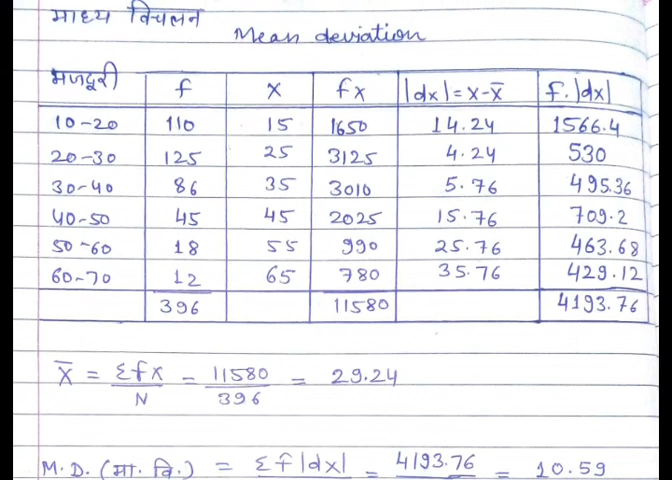 माध्य विचलन
Mean deviation
मजदूरी f x fx |dx|=x-x̄ f.|dx|
10-20 110 15 1650 14.24 1566.4
20-30 125 25 3125 4.24 530
30-40 86 35 3010 5.76 495.36
40-50 45 45 2025 15.76 709.2
50-60 18 55 990 25.76 463.68
60-70 12 65 780 35.76 429.12
396 11580 4193.76
X̄ = Σfx = 11580 = 29.24
N 396
M.D. (मा. वि.) = Σf|dx| = 4193.76 = 10.59